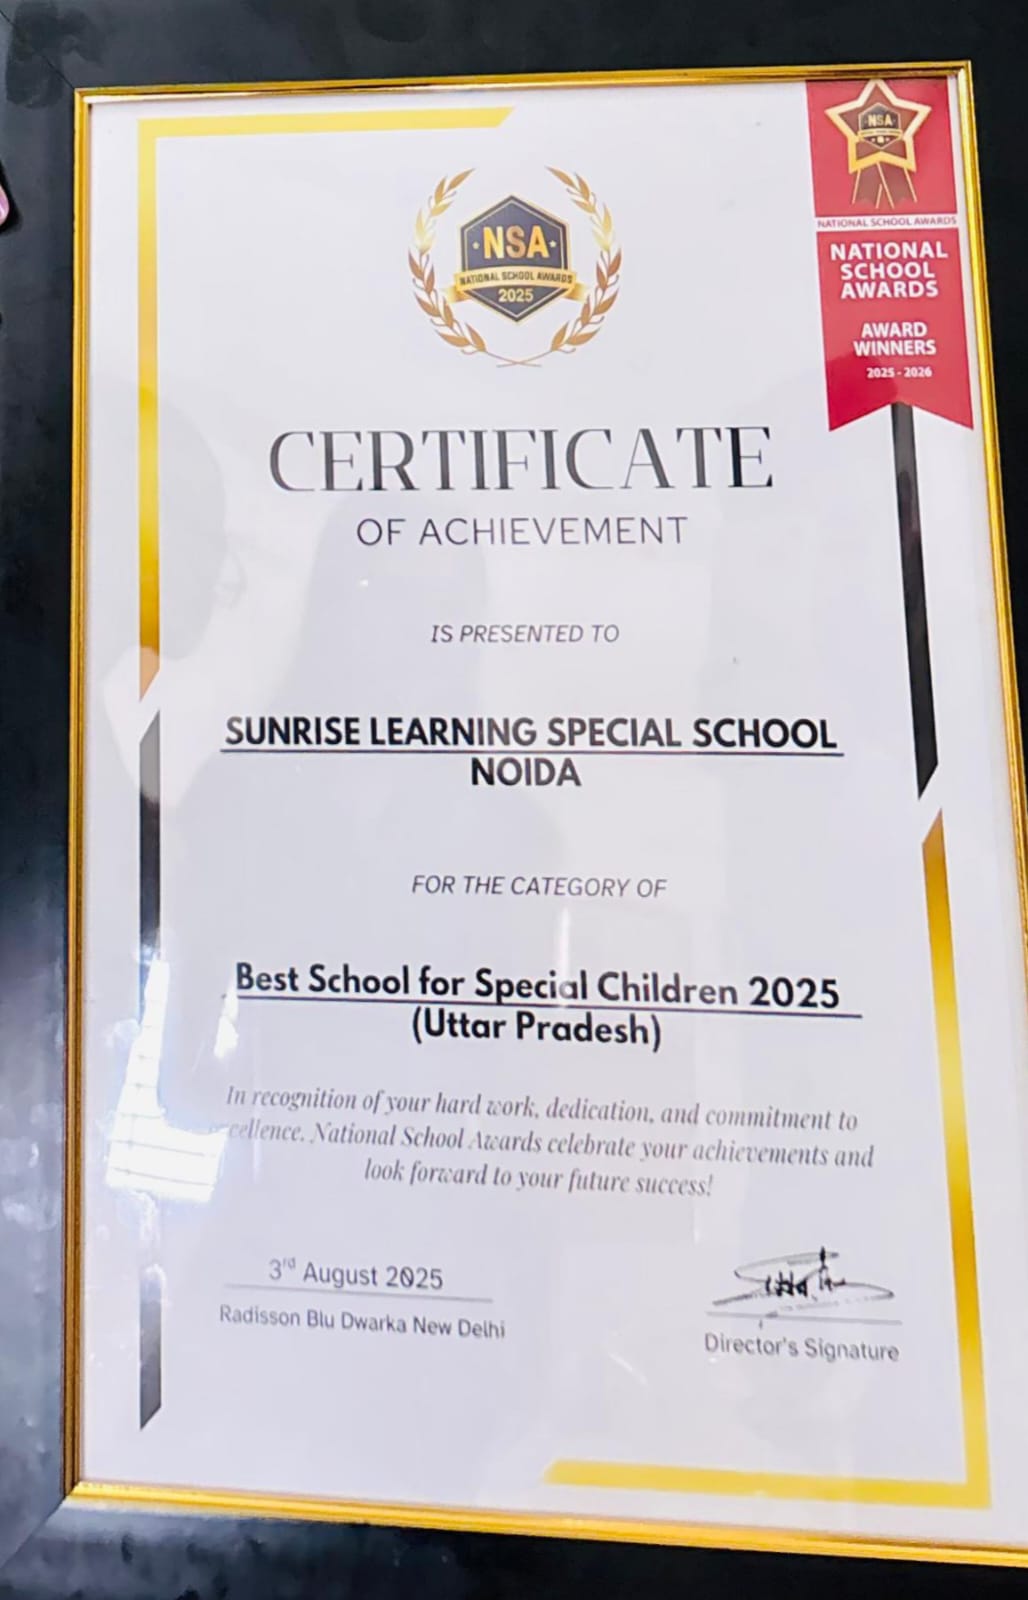 NSA
NATIONAL SCHOOL AWARDS
2025
NSA
NATIONAL SCHOOL AWARDS
NATIONAL
SCHOOL
AWARDS
AWARD
WINNERS
2025 - 2026
CERTIFICATE
OF ACHIEVEMENT
IS PRESENTED TO
SUNRISE LEARNING SPECIAL SCHOOL
NOIDA
FOR THE CATEGORY OF
Best School for Special Children 2025
(Uttar Pradesh)
In recognition of your hard work, dedication, and commitment to
excellence, National School Awards celebrate your achievements and
look forward to your future success!
3rd August 2025
Radisson Blu Dwarka New Delhi
Director's Signature